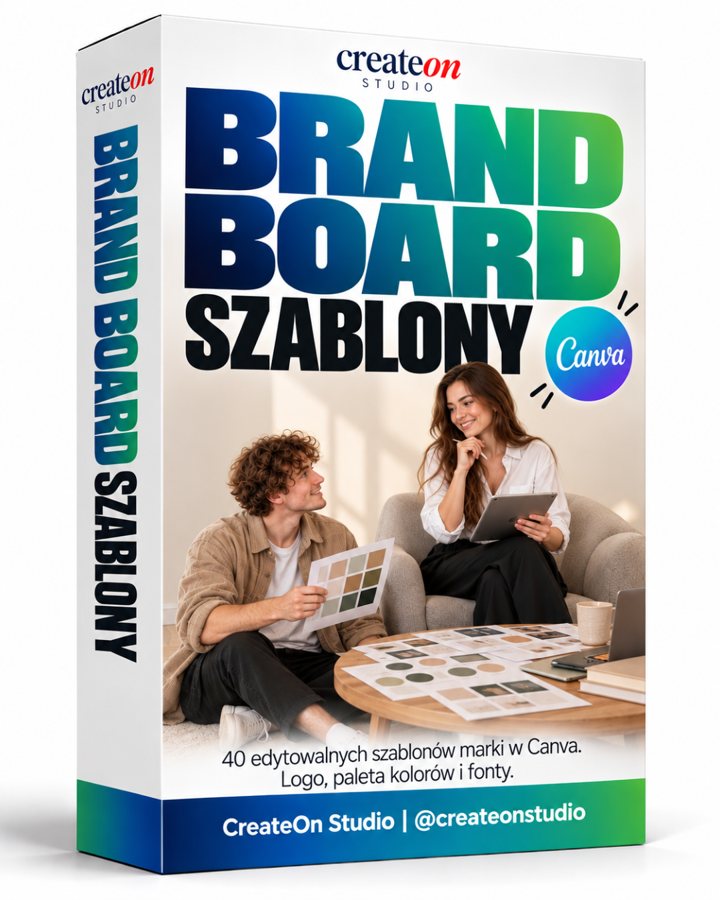 createon
STUDIO
BRAND BOARD SZABLONY
createon
STUDIO
BRAND
BOARD
SZABLONY
Canva
40 edytowalnych szablonów marki w Canva.
Logo, paleta kolorów i fonty.
CreateOn Studio | @createonstudio